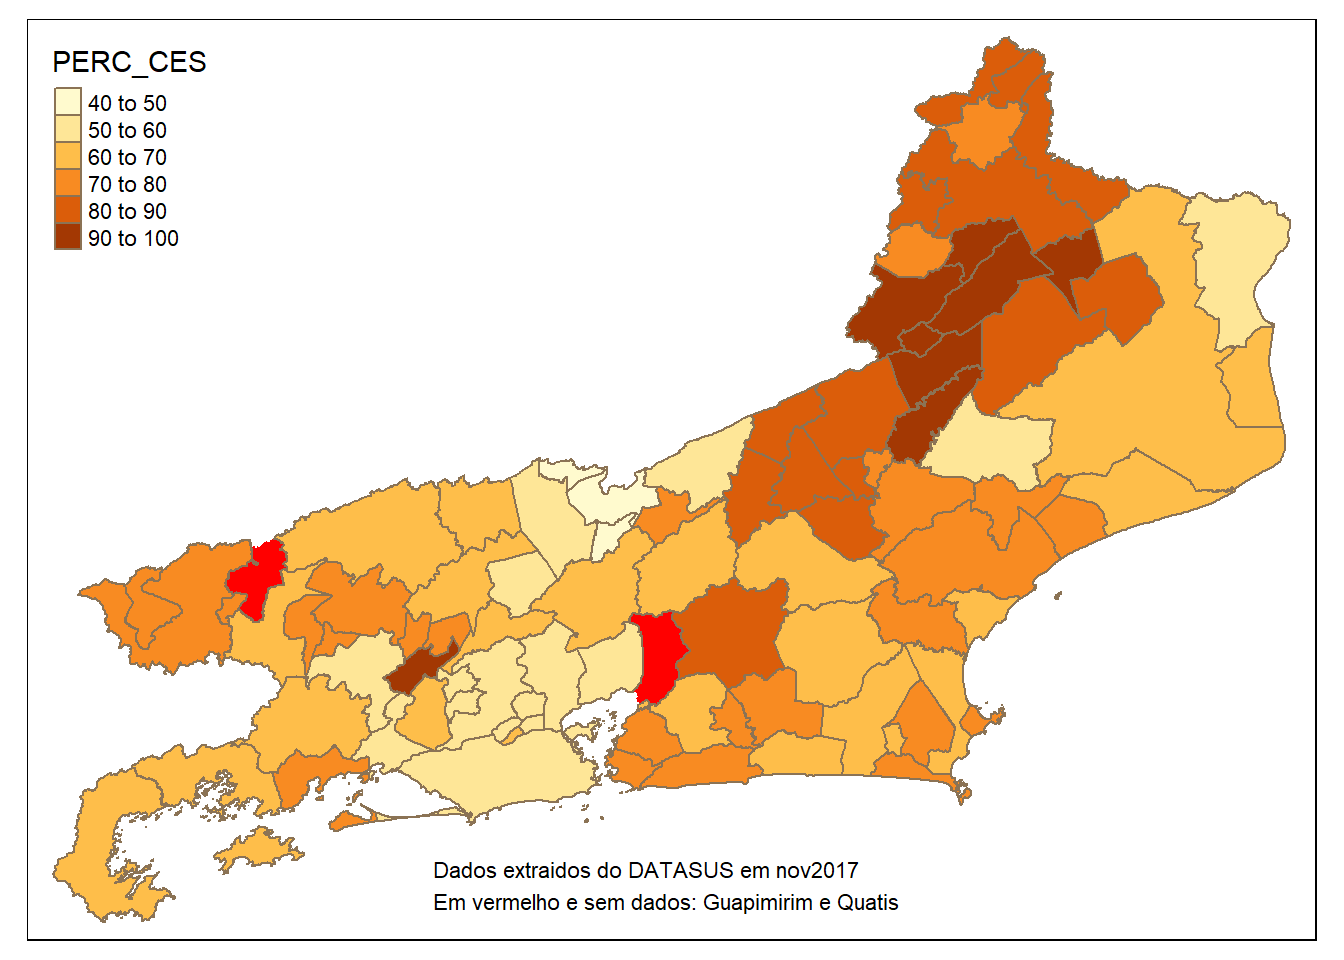 PERC_CES
40 to 50
50 to 60
60 to 70
70 to 80
80 to 90
90 to 100
Dados extraidos do DATASUS em nov2017
Em vermelho e sem dados: Guapimirim e Quatis